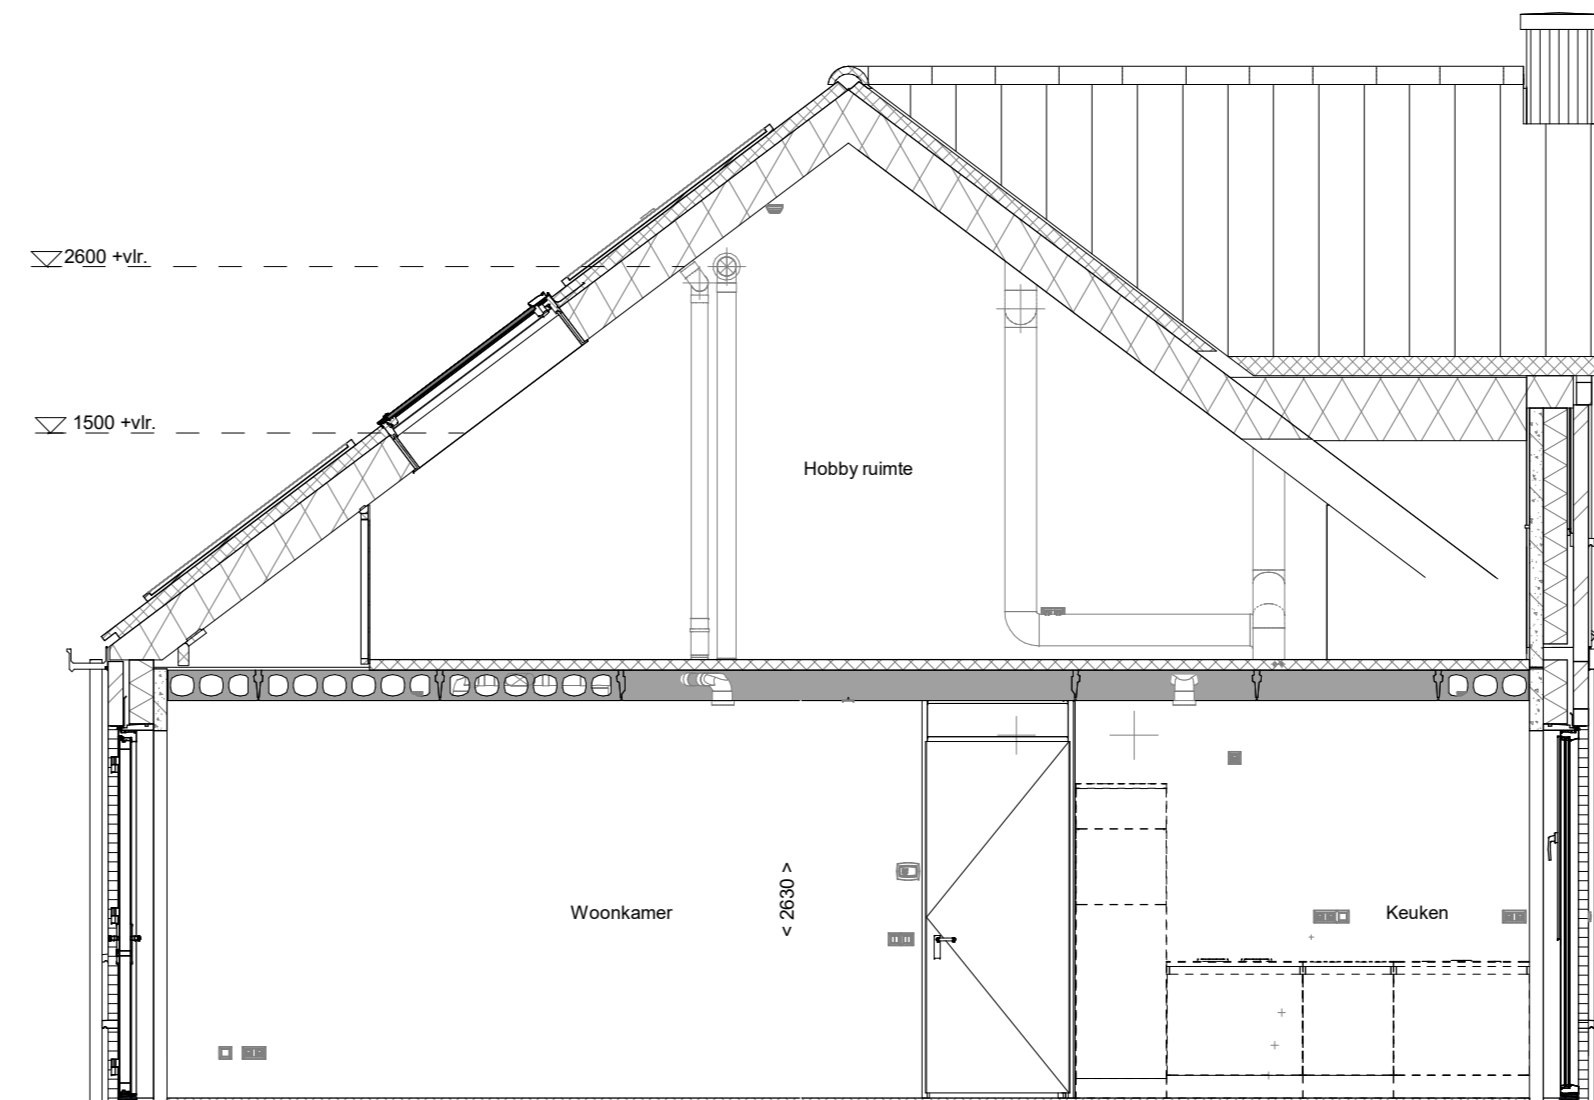 2600 +vlr.
1500 +vlr.
Hobby ruimte
Woonkamer
< 2630 >
Keuken